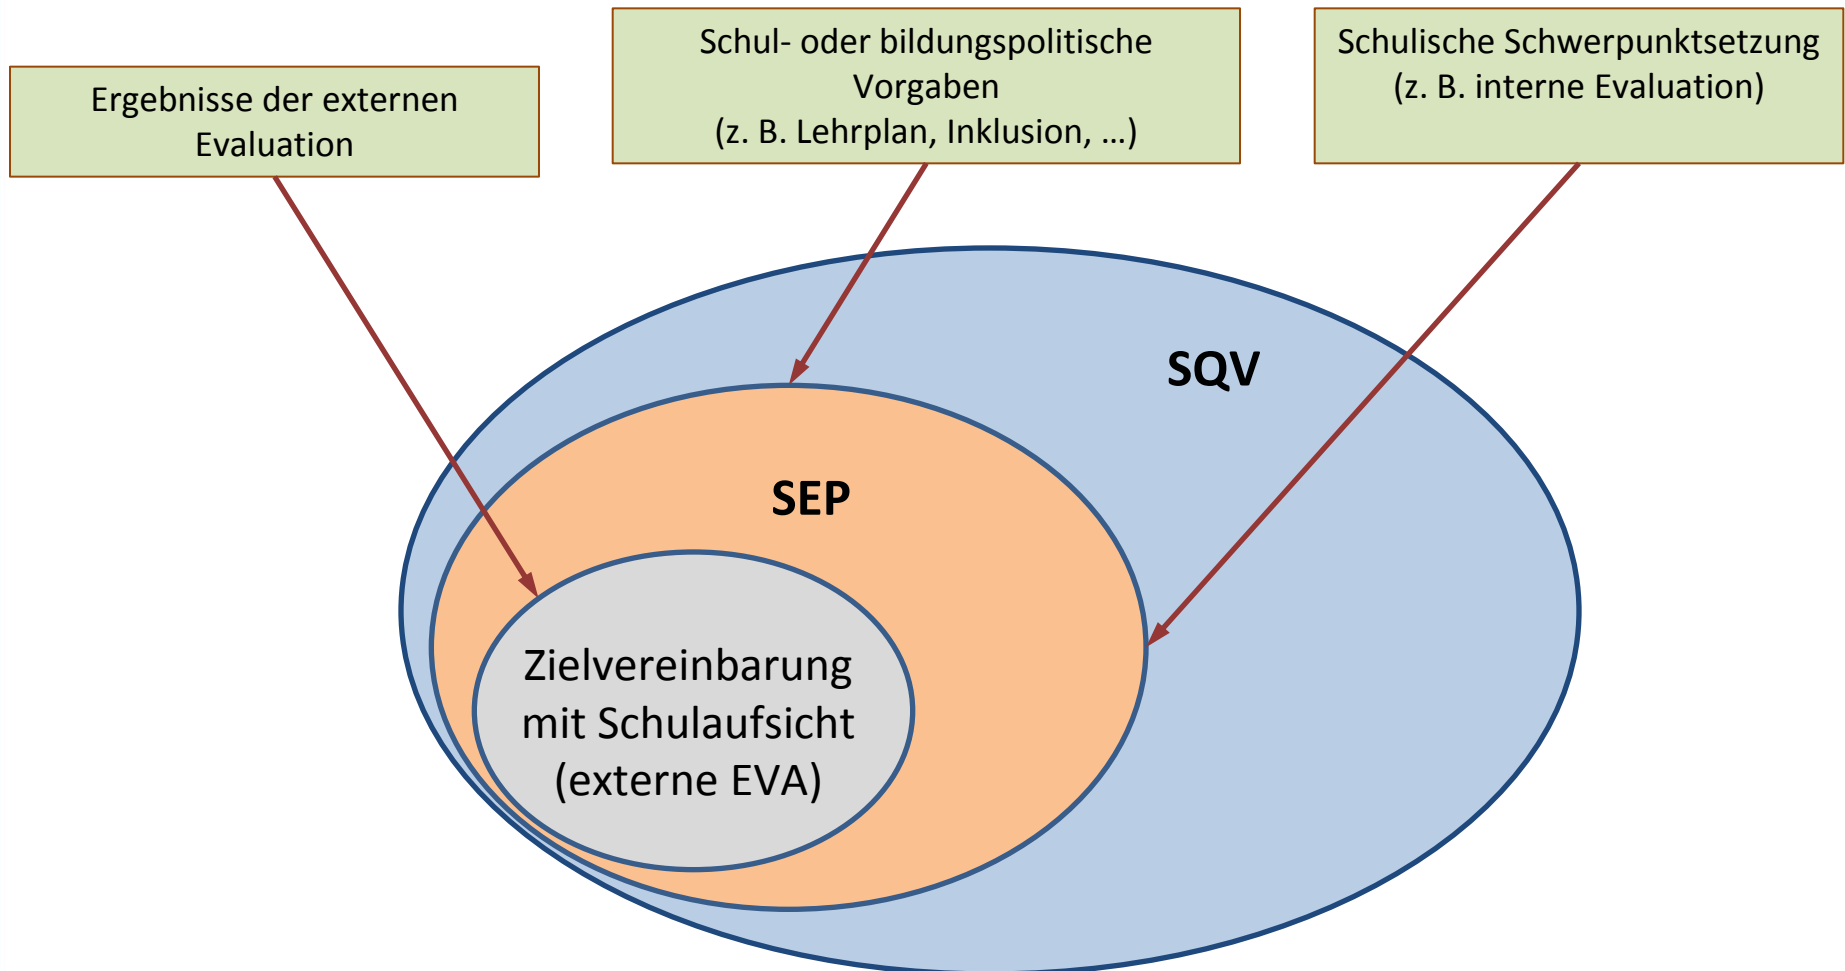 Ergebnisse der externen
Evaluation
Schul- oder bildungspolitische
Vorgaben
(z. B. Lehrplan, Inklusion, ...)
Schulische Schwerpunktsetzung
(z. B. interne Evaluation)
SQV
SEP
Zielvereinbarung
mit Schulaufsicht
(externe EVA)